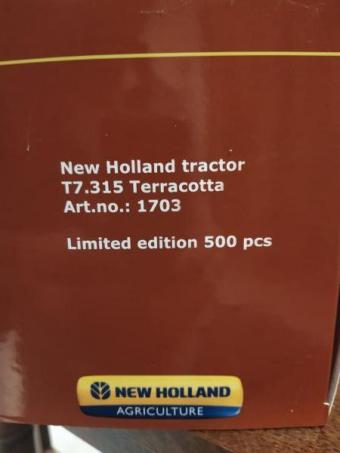 New Holland tractor
T7.315 Terracotta
Art.no.: 1703
Limited edition 500 pcs
NEW HOLLAND
AGRICULTURE